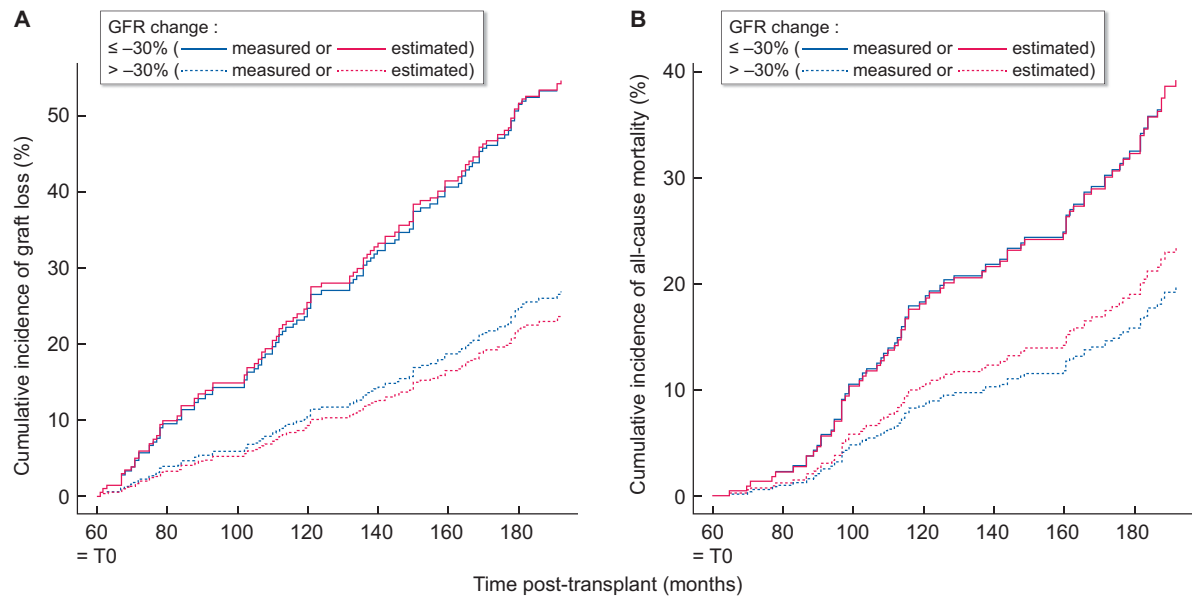 A
GFR change :
≤ –30% ( measured or estimated)
> –30% ( measured or estimated)
Cumulative incidence of graft loss (%)
50
40
30
20
10
0
60
80
100
120
140
160
180
= T0
B
GFR change :
≤ –30% ( measured or estimated)
> –30% ( measured or estimated)
Cumulative incidence of all-cause mortality (%)
40
30
20
10
0
60
80
100
120
140
160
180
= T0
Time post-transplant (months)